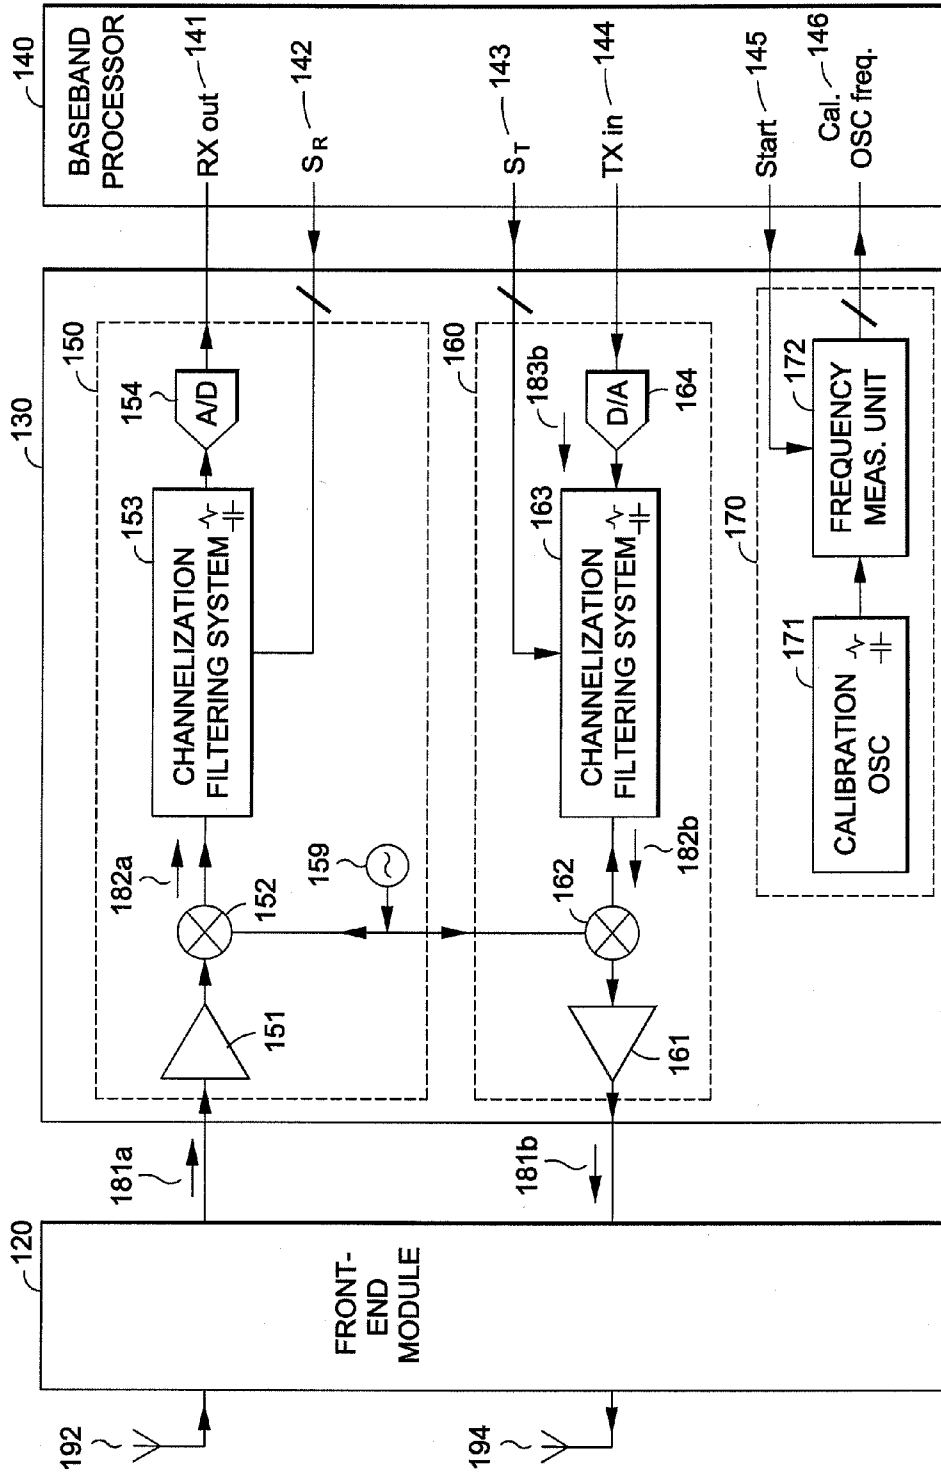 192
194
120
FRONT-
END
MODULE
181a
181b
130
150
151
152
182a
159
CHANNELIZATION
FILTERING SYSTEM
153
A/D
154
160
161
162
182b
CHANNELIZATION
FILTERING SYSTEM
163
183b
D/A
164
170
CALIBRATION
OSC
171
FREQUENCY
MEAS. UNIT
172
140
BASEBAND
PROCESSOR
RX out
141
SR
142
ST
143
TX in
144
Start
145
Cal.
OSC freq.
146